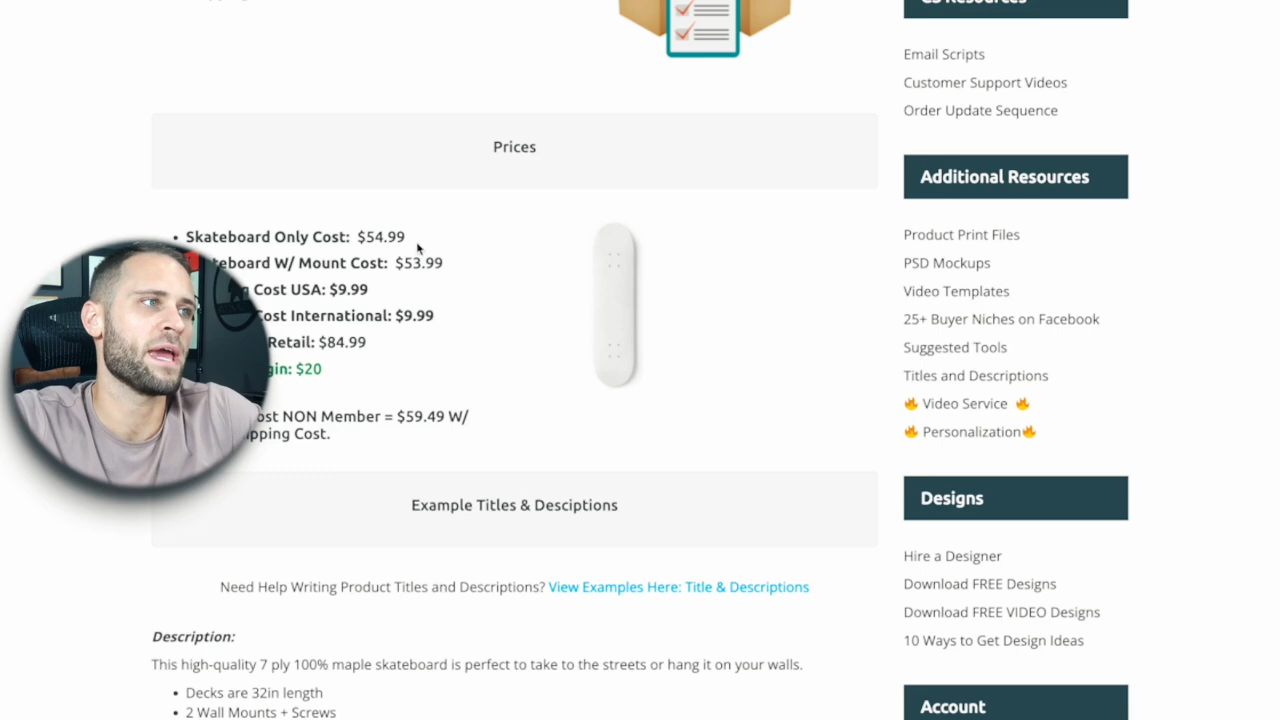 Prices
Skateboard Only Cost: $54.99
eboard W/ Mount Cost: $53.99
Cost USA: $9.99
Cost International: $9.99
Retail: $84.99
gin: $20
ost NON Member = $59.49 W/
pping Cost.
Example Titles & Desciptions
Need Help Writing Product Titles and Descriptions? View Examples Here: Title & Descriptions
Description:
This high-quality 7 ply 100% maple skateboard is perfect to take to the streets or hang it on your walls.
Decks are 32in length
2 Wall Mounts + Screws
CS Resources
Email Scripts
Customer Support Videos
Order Update Sequence
Additional Resources
Product Print Files
PSD Mockups
Video Templates
25+ Buyer Niches on Facebook
Suggested Tools
Titles and Descriptions
🔥 Video Service 🔥
🔥 Personalization🔥
Designs
Hire a Designer
Download FREE Designs
Download FREE VIDEO Designs
10 Ways to Get Design Ideas
Account